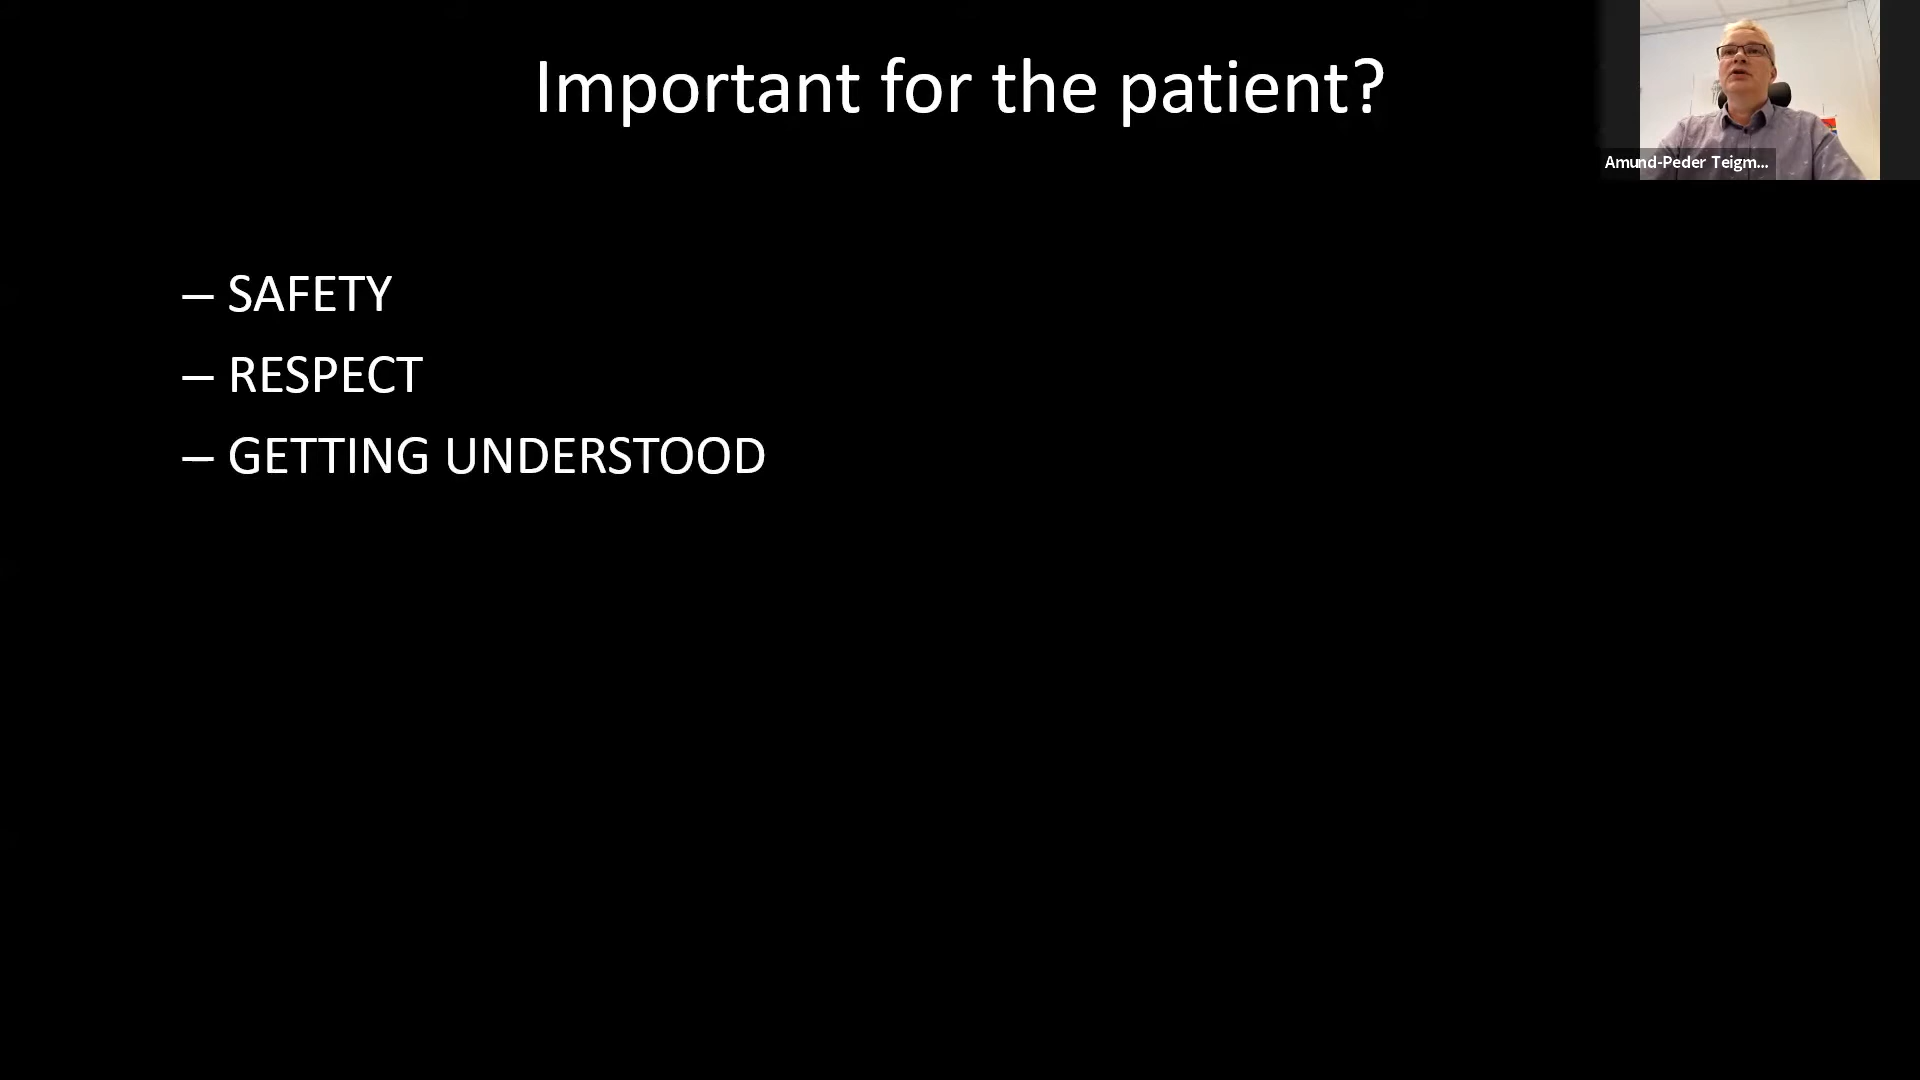 Important for the patient?
Amund-Peder Teigm...
– SAFETY
– RESPECT
– GETTING UNDERSTOOD